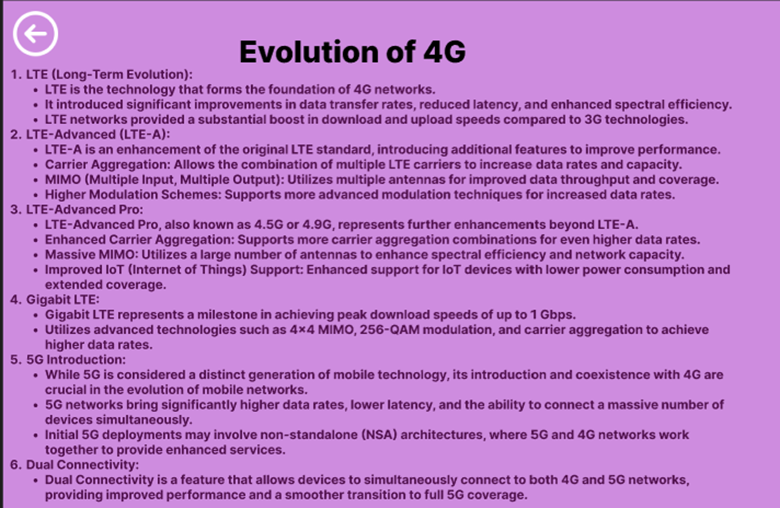 Evolution of 4G
1. LTE (Long-Term Evolution):
• LTE is the technology that forms the foundation of 4G networks.
• It introduced significant improvements in data transfer rates, reduced latency, and enhanced spectral efficiency.
• LTE networks provided a substantial boost in download and upload speeds compared to 3G technologies.
2. LTE-Advanced (LTE-A):
• LTE-A is an enhancement of the original LTE standard, introducing additional features to improve performance.
• Carrier Aggregation: Allows the combination of multiple LTE carriers to increase data rates and capacity.
• MIMO (Multiple Input, Multiple Output): Utilizes multiple antennas for improved data throughput and coverage.
• Higher Modulation Schemes: Supports more advanced modulation techniques for increased data rates.
3. LTE-Advanced Pro:
• LTE-Advanced Pro, also known as 4.5G or 4.9G, represents further enhancements beyond LTE-A.
• Enhanced Carrier Aggregation: Supports more carrier aggregation combinations for even higher data rates.
• Massive MIMO: Utilizes a large number of antennas to enhance spectral efficiency and network capacity.
• Improved IoT (Internet of Things) Support: Enhanced support for IoT devices with lower power consumption and
extended coverage.
4. Gigabit LTE:
• Gigabit LTE represents a milestone in achieving peak download speeds of up to 1 Gbps.
• Utilizes advanced technologies such as 4×4 MIMO, 256-QAM modulation, and carrier aggregation to achieve
higher data rates.
5. 5G Introduction:
• While 5G is considered a distinct generation of mobile technology, its introduction and coexistence with 4G are
crucial in the evolution of mobile networks.
• 5G networks bring significantly higher data rates, lower latency, and the ability to connect a massive number of
devices simultaneously.
• Initial 5G deployments may involve non-standalone (NSA) architectures, where 5G and 4G networks work
together to provide enhanced services.
6. Dual Connectivity:
• Dual Connectivity is a feature that allows devices to simultaneously connect to both 4G and 5G networks,
providing improved performance and a smoother transition to full 5G coverage.